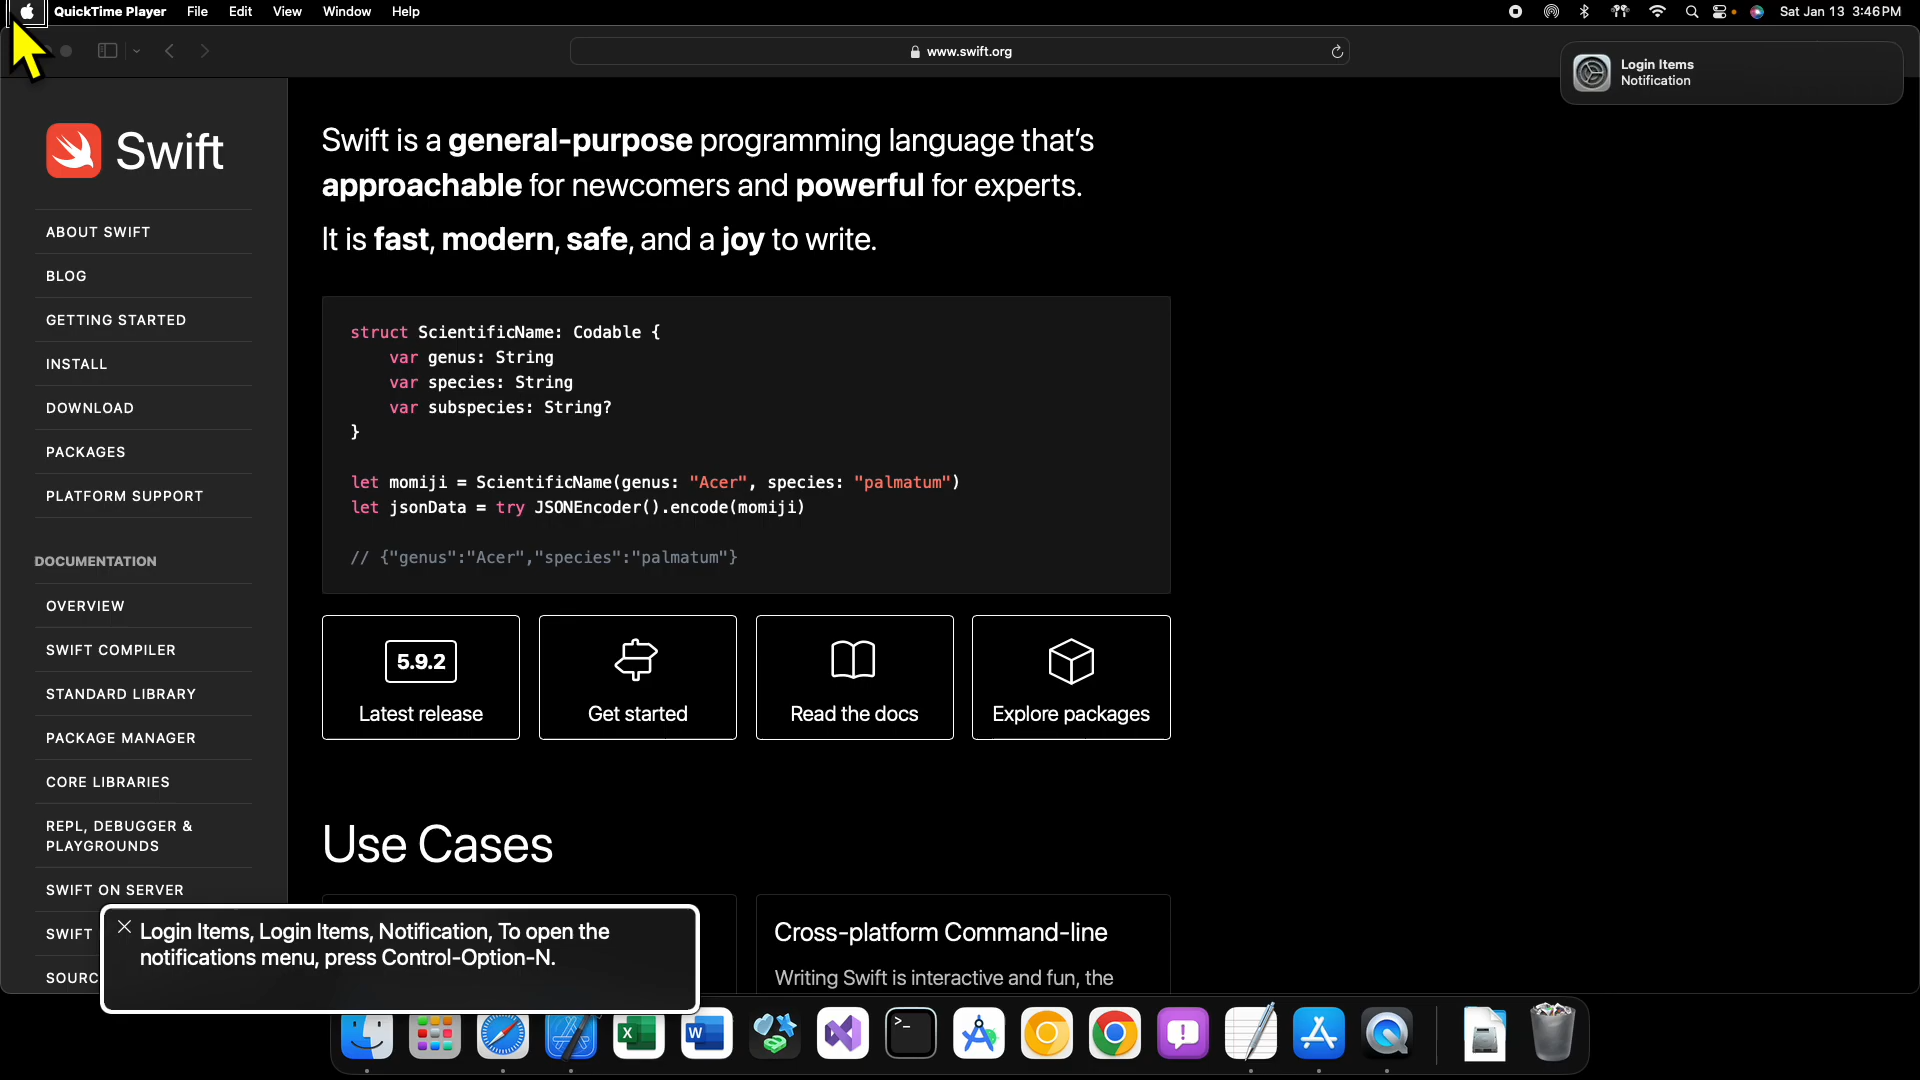 QuickTime Player File Edit View Window Help
Sat Jan 13 3:46PM
www.swift.org
Login Items
Notification
Swift
ABOUT SWIFT
BLOG
GETTING STARTED
INSTALL
DOWNLOAD
PACKAGES
PLATFORM SUPPORT
DOCUMENTATION
OVERVIEW
SWIFT COMPILER
STANDARD LIBRARY
PACKAGE MANAGER
CORE LIBRARIES
REPL, DEBUGGER &
PLAYGROUNDS
SWIFT ON SERVER
SWIFT
SOURC
Swift is a general-purpose programming language that's
approachable for newcomers and powerful for experts.
It is fast, modern, safe, and a joy to write.
struct ScientificName: Codable {
var genus: String
var species: String
var subspecies: String?
}
let momiji = ScientificName(genus: "Acer", species: "palmatum")
let jsonData = try JSONEncoder().encode(momiji)
// {"genus":"Acer","species":"palmatum"}
5.9.2
Latest release
Get started
Read the docs
Explore packages
Use Cases
Cross-platform Command-line
Writing Swift is interactive and fun, the
Login Items, Login Items, Notification, To open the
notifications menu, press Control-Option-N.